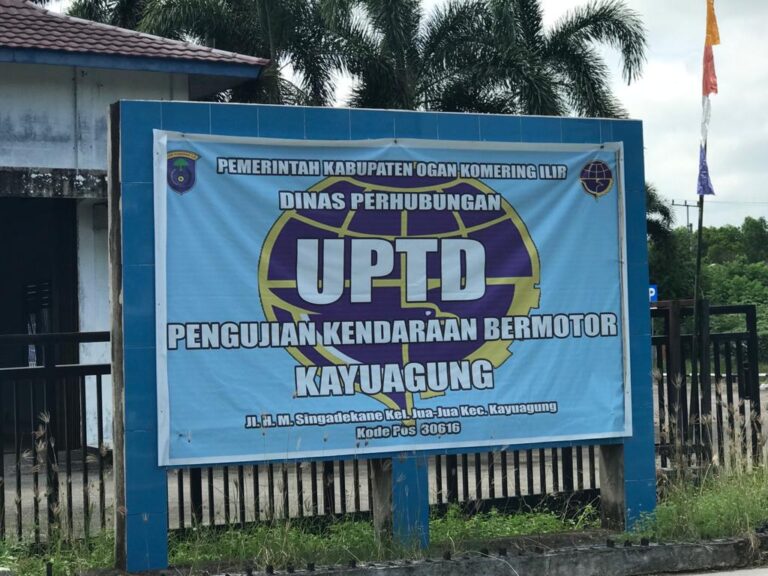 PEMERINTAH KABUPATEN OGAN KOMERING ILIR
DINAS PERHUBUNGAN
UPTD
PENGUJIAN KENDARAAN BERMOTOR
KAYUAGUNG
Jl. H. M. Singadekane Kel. Jua-Jua Kec. Kayuagung
Kode Pos 30616